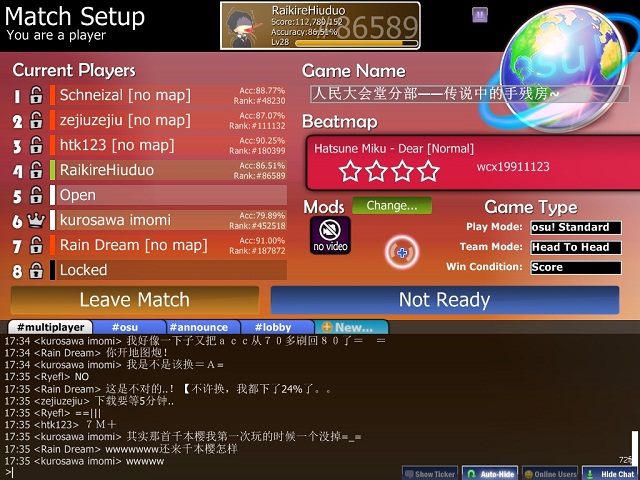 Match Setup
You are a player
RaikireHiuduo
Score:112,780,152
Accuracy:86.51%
Lv28
#86589
osu!
Current Players
1 Schneizal [no map] Acc:88.77% Rank:#48230
2 zejiuzejiu [no map] Acc:87.07% Rank:#111132
3 htk123 [no map] Acc:90.25% Rank:#180399
4 RaikireHiuduo Acc:86.51% Rank:#86589
5 Open
6 kurosawa imomi Acc:79.89% Rank:#452518
7 Rain Dream [no map] Acc:91.00% Rank:#187872
8 Locked
Game Name
人民大会堂分部——传说中的手残房~
Beatmap
Hatsune Miku - Dear [Normal]
wcx19911123
Mods Change...
no video
Game Type
Play Mode: osu! Standard
Team Mode: Head To Head
Win Condition: Score
Leave Match
Not Ready
#multiplayer #osu #announce #lobby New...
17:34 <kurosawa imomi> 我好像一下子又把ａｃｃ从７０多刷回８０了＝　＝
17:34 <Rain Dream> 你开地图炮！
17:34 <kurosawa imomi> 我是不是该换＝Ａ=
17:35 <Ryefl> NO
17:35 <Rain Dream> 这是不对的..！【不许换，我都下了24%了。。
17:35 <zejiuzejiu> 下载要等5分钟..
17:35 <Ryefl> ==|||
17:35 <htk123> ７Ｍ＋
17:35 <kurosawa imomi> 其实那首千本樱我第一次玩的时候一个没掉=_=
17:35 <Rain Dream> wwwwwww还来千本樱怎样
17:35 <kurosawa imomi> wwwww
>|
Show Ticker Auto-Hide Online Users Hide Chat